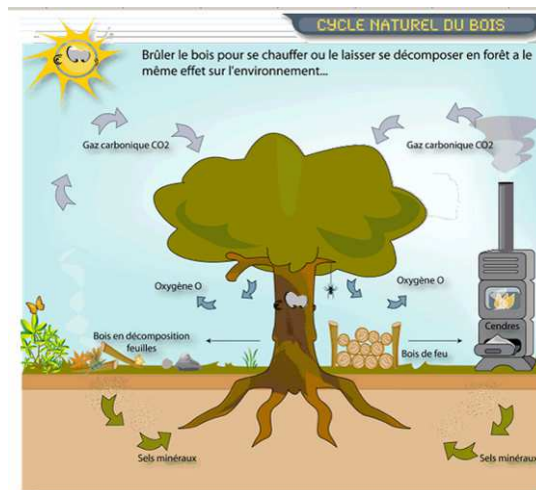 CYCLE NATUREL DU BOIS
Brûler le bois pour se chauffer ou le laisser se décomposer en forêt a le
même effet sur l'environnement...
Gaz carbonique CO2
Gaz carbonique CO2
Oxygène O
Oxygène O
Bois en décomposition
feuilles
Bois de feu
Cendres
Sels minéraux
Sels minéraux